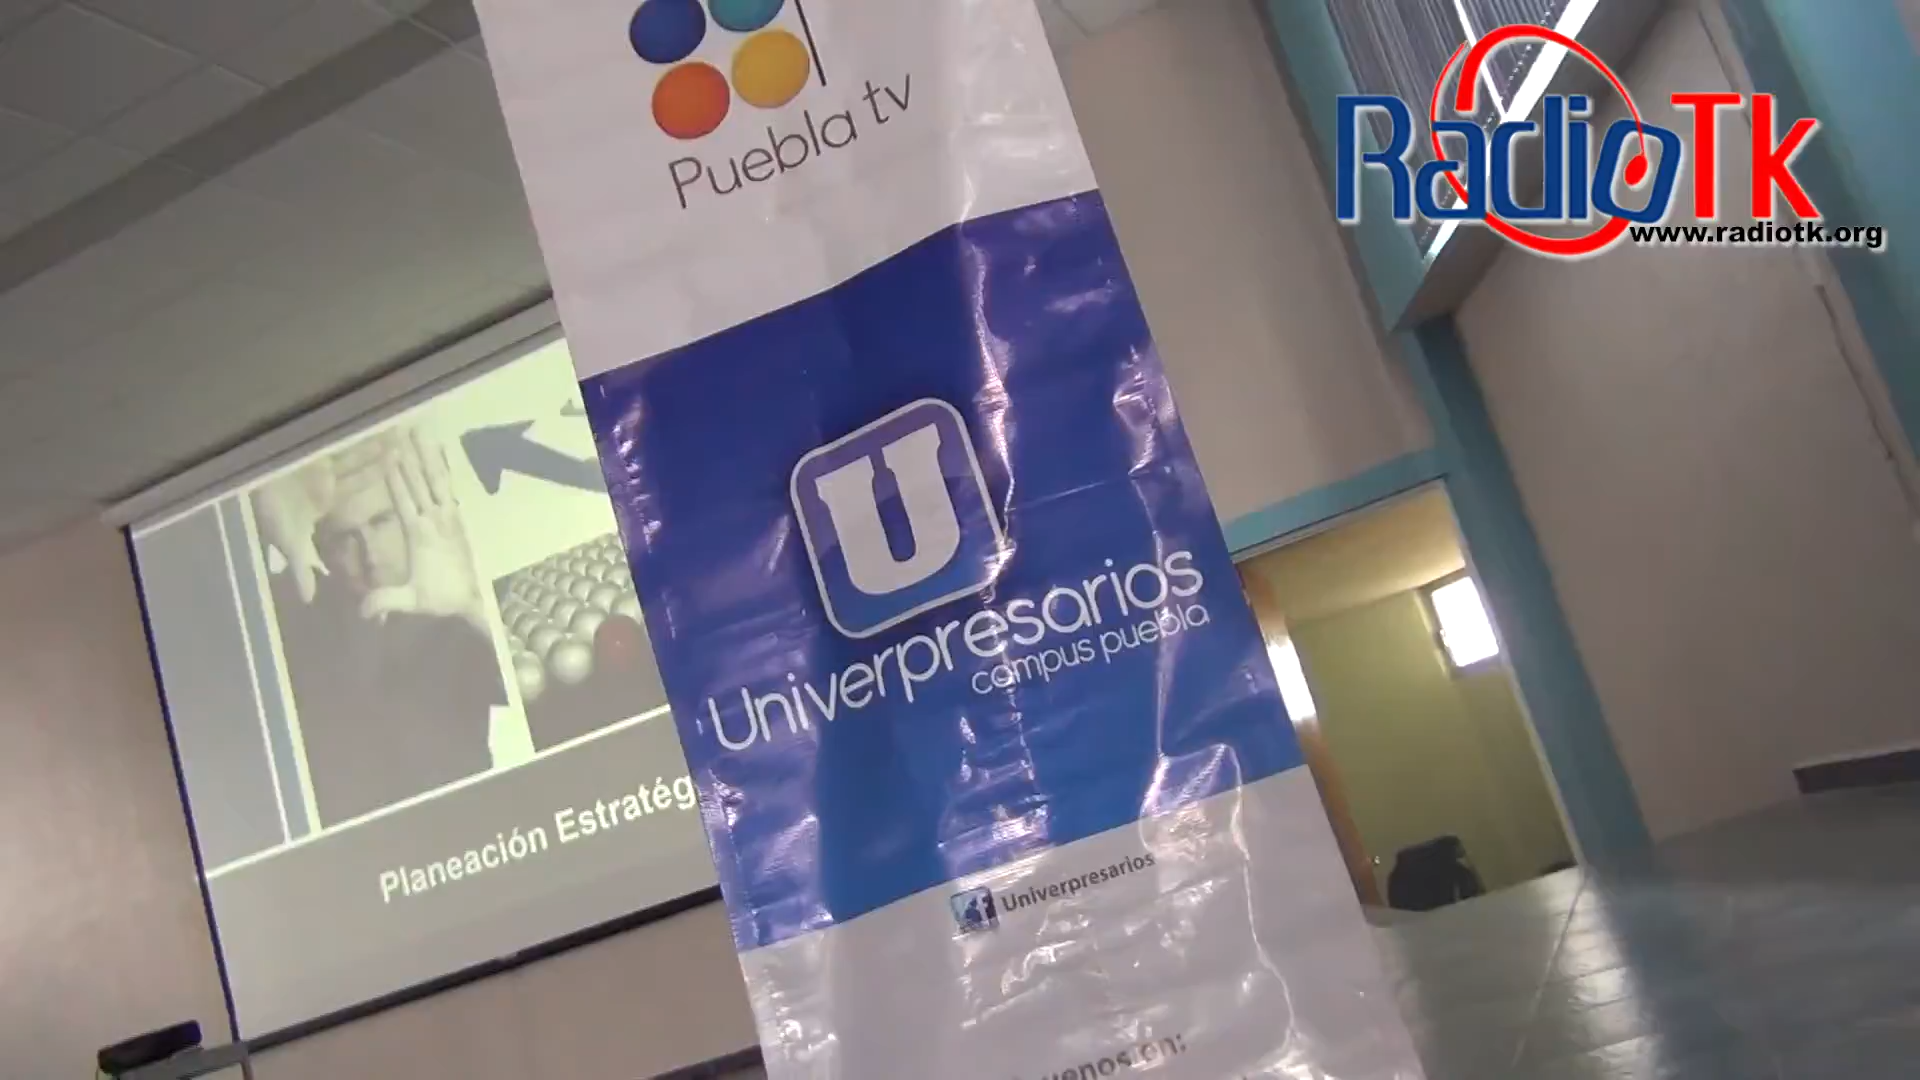 Puebla tv
RadioTk
www.radiotk.org
U
Univerpresarios
campus puebla
Planeación Estratég
f Univerpresarios